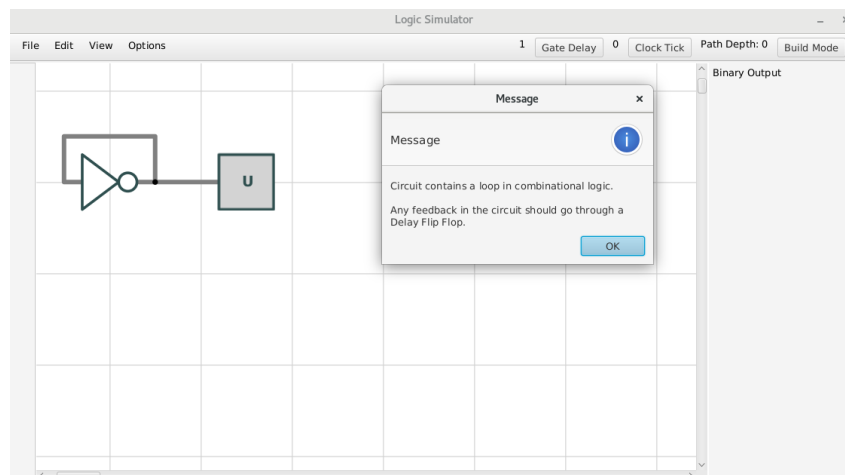 Logic Simulator
File Edit View Options 1 Gate Delay 0 Clock Tick Path Depth: 0 Build Mode
Binary Output
Message
Message
Circuit contains a loop in combinational logic.
Any feedback in the circuit should go through a
Delay Flip Flop.
OK
U